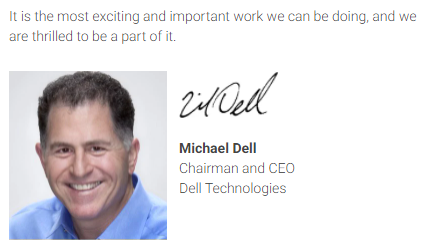 It is the most exciting and important work we can be doing, and we
are thrilled to be a part of it.
Michael Dell
Chairman and CEO
Dell Technologies